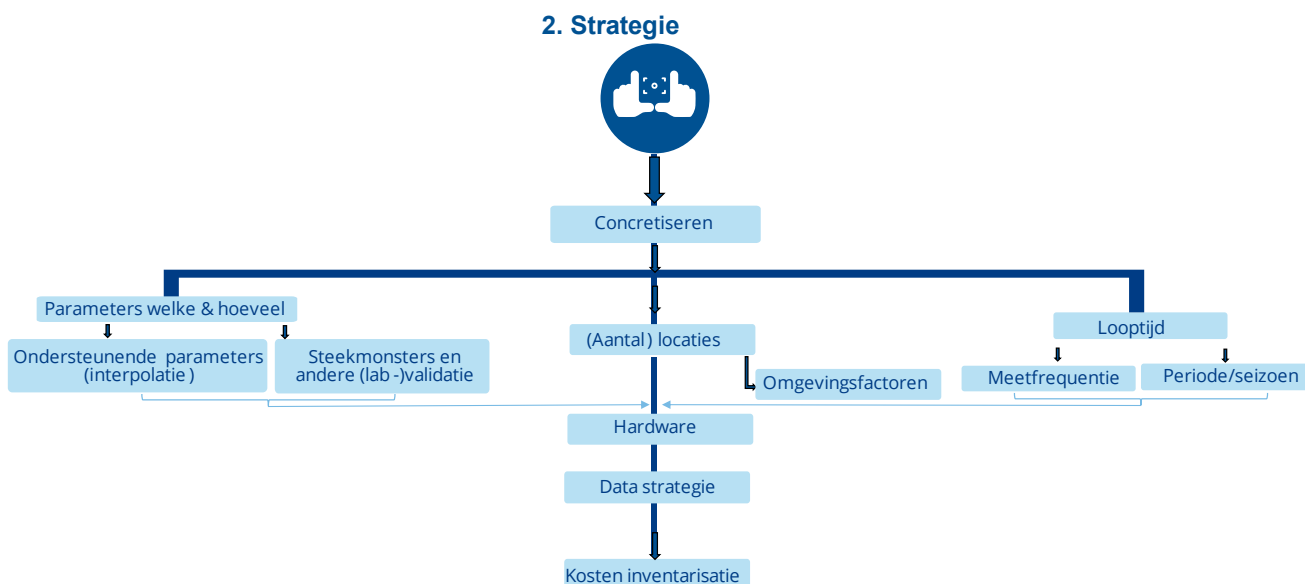 2. Strategie
Concretiseren
Parameters welke & hoeveel
Ondersteunende parameters
(interpolatie)
Steekmonsters en
andere (lab-)validatie
(Aantal) locaties
Omgevingsfactoren
Looptijd
Meetfrequentie
Periode/seizoen
Hardware
Data strategie
Kosten inventarisatie